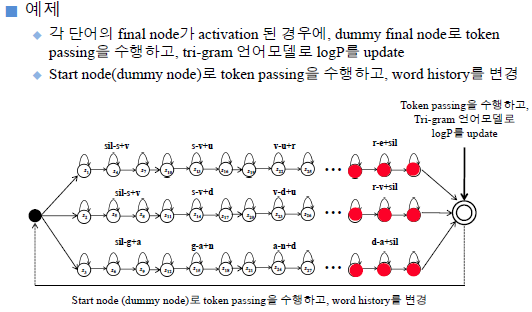 예제
각 단어의 final node가 activation 된 경우에, dummy final node로 token
passing을 수행하고, tri-gram 언어모델로 logP를 update
Start node(dummy node)로 token passing을 수행하고, word history를 변경
Token passing을 수행하고,
Tri-gram 언어모델로
logP를 update
sil-s+v s-v+u v-u+r r-e+sil
...
sil-s+v s-v+d v-d+u r-v+sil
...
sil-g+a g-a+n a-n+d d-a+sil
...
Start node (dummy node)로 token passing을 수행하고, word history를 변경